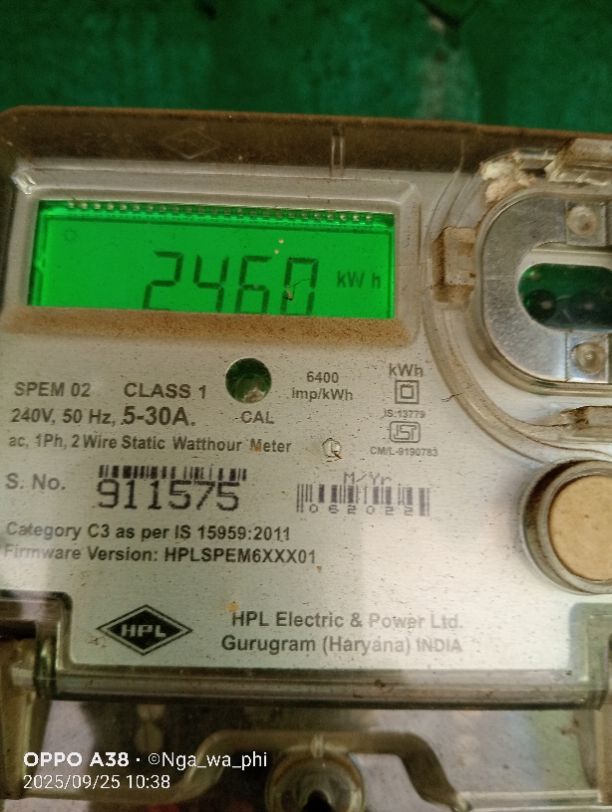 2460 kWh
SPEM 02 CLASS 1
6400
imp/kWh
kWh
240V, 50 Hz, 5-30A.
CAL
IS:13779
ISI
ac, 1Ph, 2 Wire Static Watthour Meter
CM/L-9190783
S. No. 911575
M/Yr
062022
Category C3 as per IS 15959:2011
Firmware Version: HPLSPEM6XXX01
HPL
HPL Electric & Power Ltd.
Gurugram (Haryana) INDIA
OPPO A38 · ©Nga_wa_phi
2025/09/25 10:38